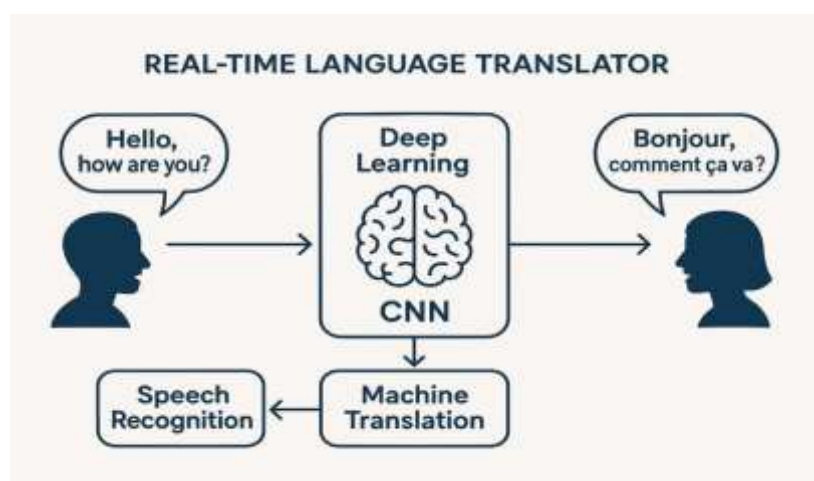 REAL-TIME LANGUAGE TRANSLATOR
Hello,
how are you?
Deep
Learning
CNN
Bonjour,
comment ça va?
Speech
Recognition
Machine
Translation